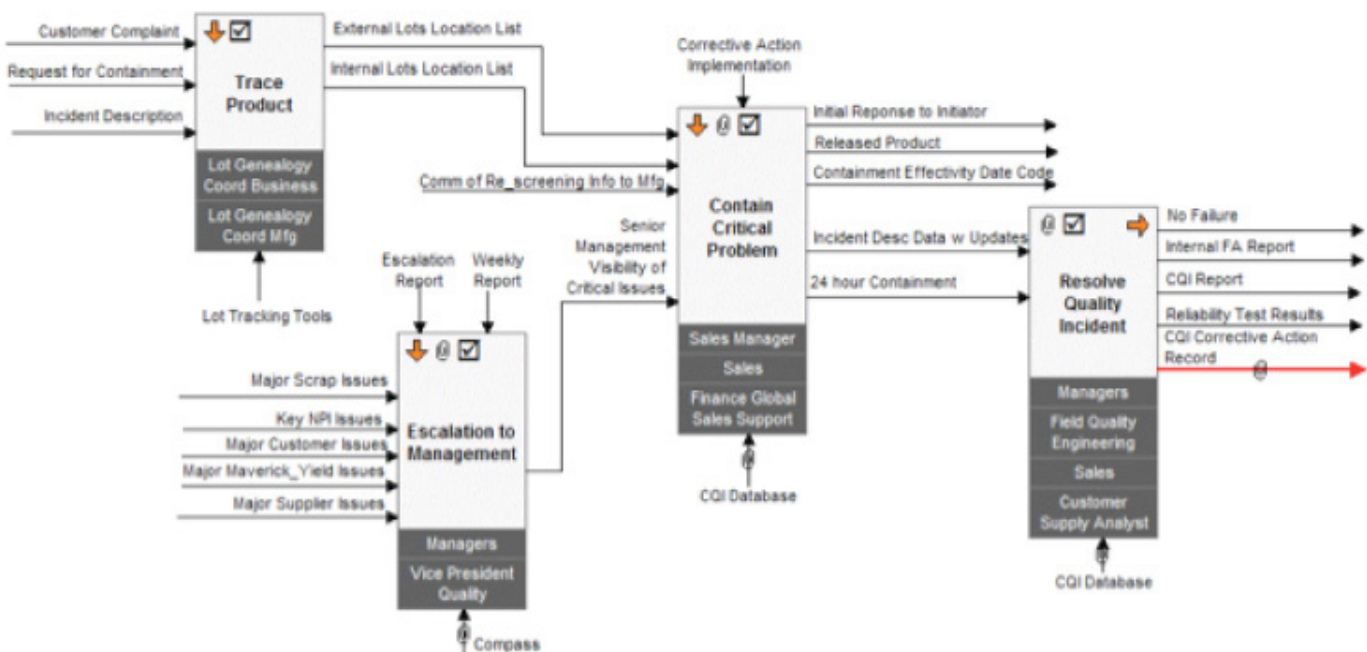 Customer Complaint
Request for Containment
Incident Description
Trace
Product
Lot Genealogy
Coord Business
Lot Genealogy
Coord Mfg
Lot Tracking Tools
External Lots Location List
Internal Lots Location List
Corrective Action
Implementation
Comm of Re_screening Info to Mfg
Senior
Management
Visibility of
Critical Issues
Contain
Critical
Problem
Sales Manager
Sales
Finance Global
Sales Support
CQI Database
Initial Reponse to Initiator
Released Product
Containment Effectivity Date Code
Incident Desc Data w Updates
24 hour Containment
Escalation
Report
Weekly
Report
Major Scrap Issues
Key NPI Issues
Major Customer Issues
Major Maverick_Yield Issues
Major Supplier Issues
Escalation to
Management
Managers
Vice President
Quality
Compass
Resolve
Quality
Incident
Managers
Field Quality
Engineering
Sales
Customer
Supply Analyst
CQI Database
No Failure
Internal FA Report
CQI Report
Reliability Test Results
CQI Corrective Action
Record